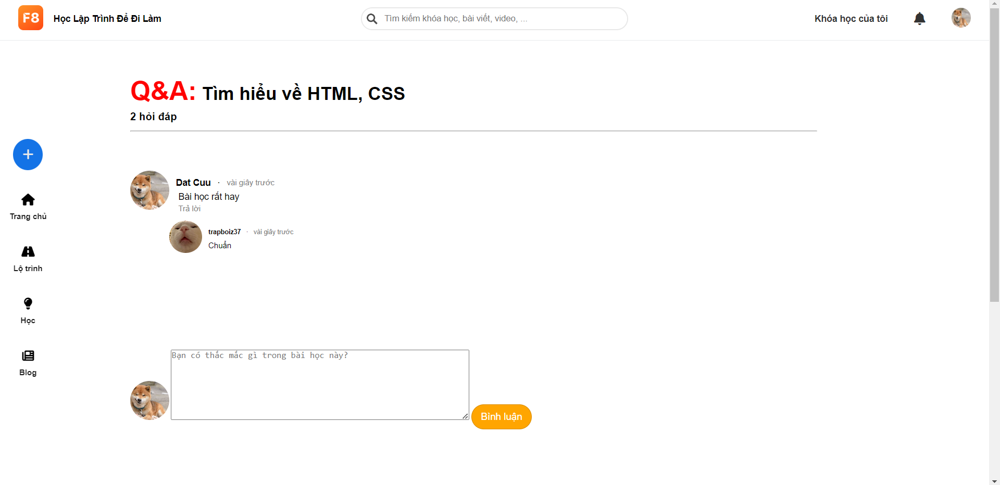 F8 Học Lập Trình Để Đi Làm
Tìm kiếm khóa học, bài viết, video, ...
Khóa học của tôi
Q&A: Tìm hiểu về HTML, CSS
2 hỏi đáp
Trang chủ
Lộ trình
Học
Blog
Dat Cuu · vài giây trước
Bài học rất hay
Trả lời
trapboiz37 · vài giây trước
Chuẩn
Bạn có thắc mắc gì trong bài học này?
Bình luận